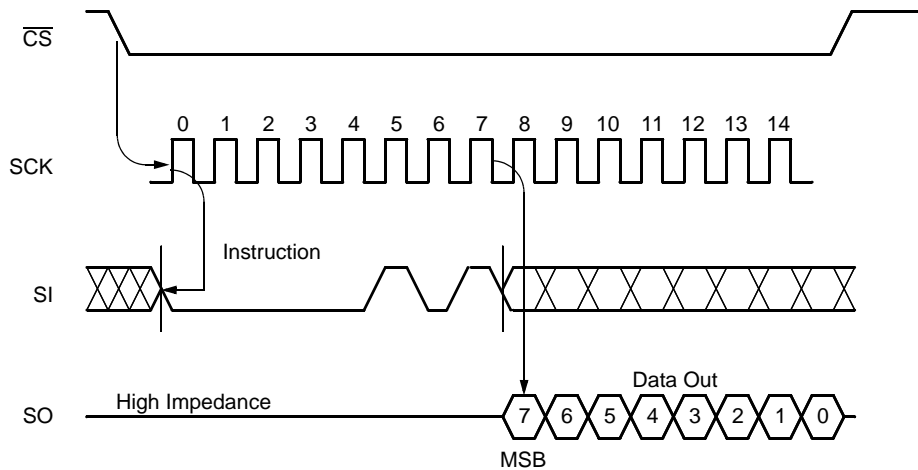 CS
0 1 2 3 4 5 6 7 8 9 10 11 12 13 14
SCK
Instruction
SI
Data Out
High Impedance
SO
7 6 5 4 3 2 1 0
MSB